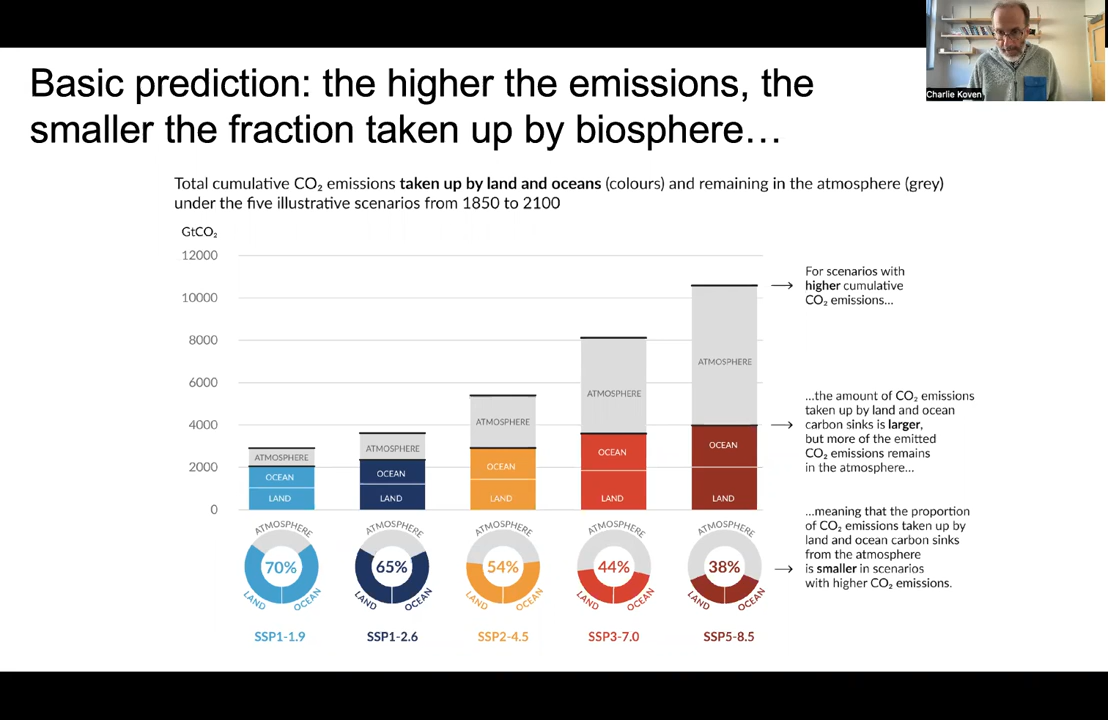 Charlie Koven
Basic prediction: the higher the emissions, the
smaller the fraction taken up by biosphere…
Total cumulative CO₂ emissions taken up by land and oceans (colours) and remaining in the atmosphere (grey)
under the five illustrative scenarios from 1850 to 2100
GtCO₂
12000
10000
8000
6000
4000
2000
0
ATMOSPHERE
OCEAN
LAND
ATMOSPHERE
OCEAN
LAND
ATMOSPHERE
OCEAN
LAND
ATMOSPHERE
OCEAN
LAND
ATMOSPHERE
OCEAN
LAND
For scenarios with
higher cumulative
CO₂ emissions…
…the amount of CO₂ emissions
taken up by land and ocean
carbon sinks is larger,
but more of the emitted
CO₂ emissions remains
in the atmosphere…
…meaning that the proportion
of CO₂ emissions taken up by
land and ocean carbon sinks
from the atmosphere
is smaller in scenarios
with higher CO₂ emissions.
ATMOSPHERE
70%
LAND
OCEAN
ATMOSPHERE
65%
LAND
OCEAN
ATMOSPHERE
54%
LAND
OCEAN
ATMOSPHERE
44%
LAND
OCEAN
ATMOSPHERE
38%
LAND
OCEAN
SSP1-1.9
SSP1-2.6
SSP2-4.5
SSP3-7.0
SSP5-8.5